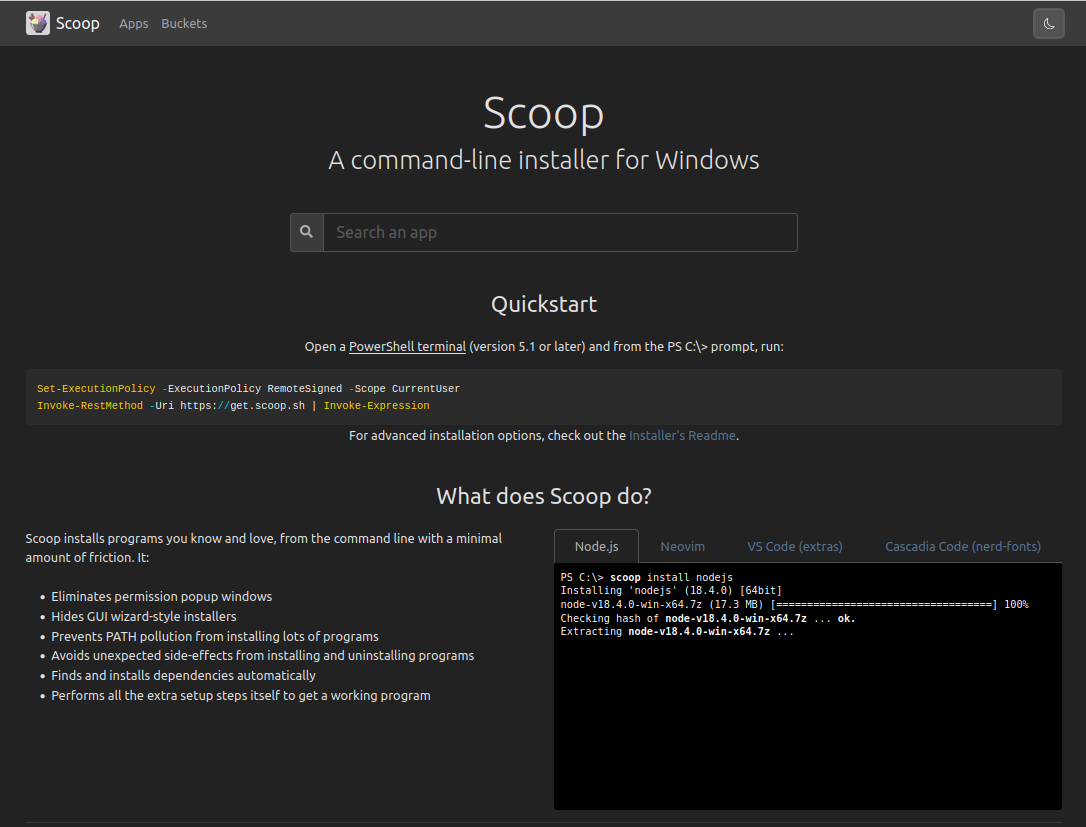 Scoop Apps Buckets
Scoop
A command-line installer for Windows
Search an app
Quickstart
Open a PowerShell terminal (version 5.1 or later) and from the PS C:\> prompt, run:
Set-ExecutionPolicy -ExecutionPolicy RemoteSigned -Scope CurrentUser
Invoke-RestMethod -Uri https://get.scoop.sh | Invoke-Expression
For advanced installation options, check out the Installer's Readme.
What does Scoop do?
Scoop installs programs you know and love, from the command line with a minimal
amount of friction. It:
• Eliminates permission popup windows
• Hides GUI wizard-style installers
• Prevents PATH pollution from installing lots of programs
• Avoids unexpected side-effects from installing and uninstalling programs
• Finds and installs dependencies automatically
• Performs all the extra setup steps itself to get a working program
Node.js Neovim VS Code (extras) Cascadia Code (nerd-fonts)
PS C:\> scoop install nodejs
Installing 'nodejs' (18.4.0) [64bit]
node-v18.4.0-win-x64.7z (17.3 MB) [===================================] 100%
Checking hash of node-v18.4.0-win-x64.7z ... ok.
Extracting node-v18.4.0-win-x64.7z ...